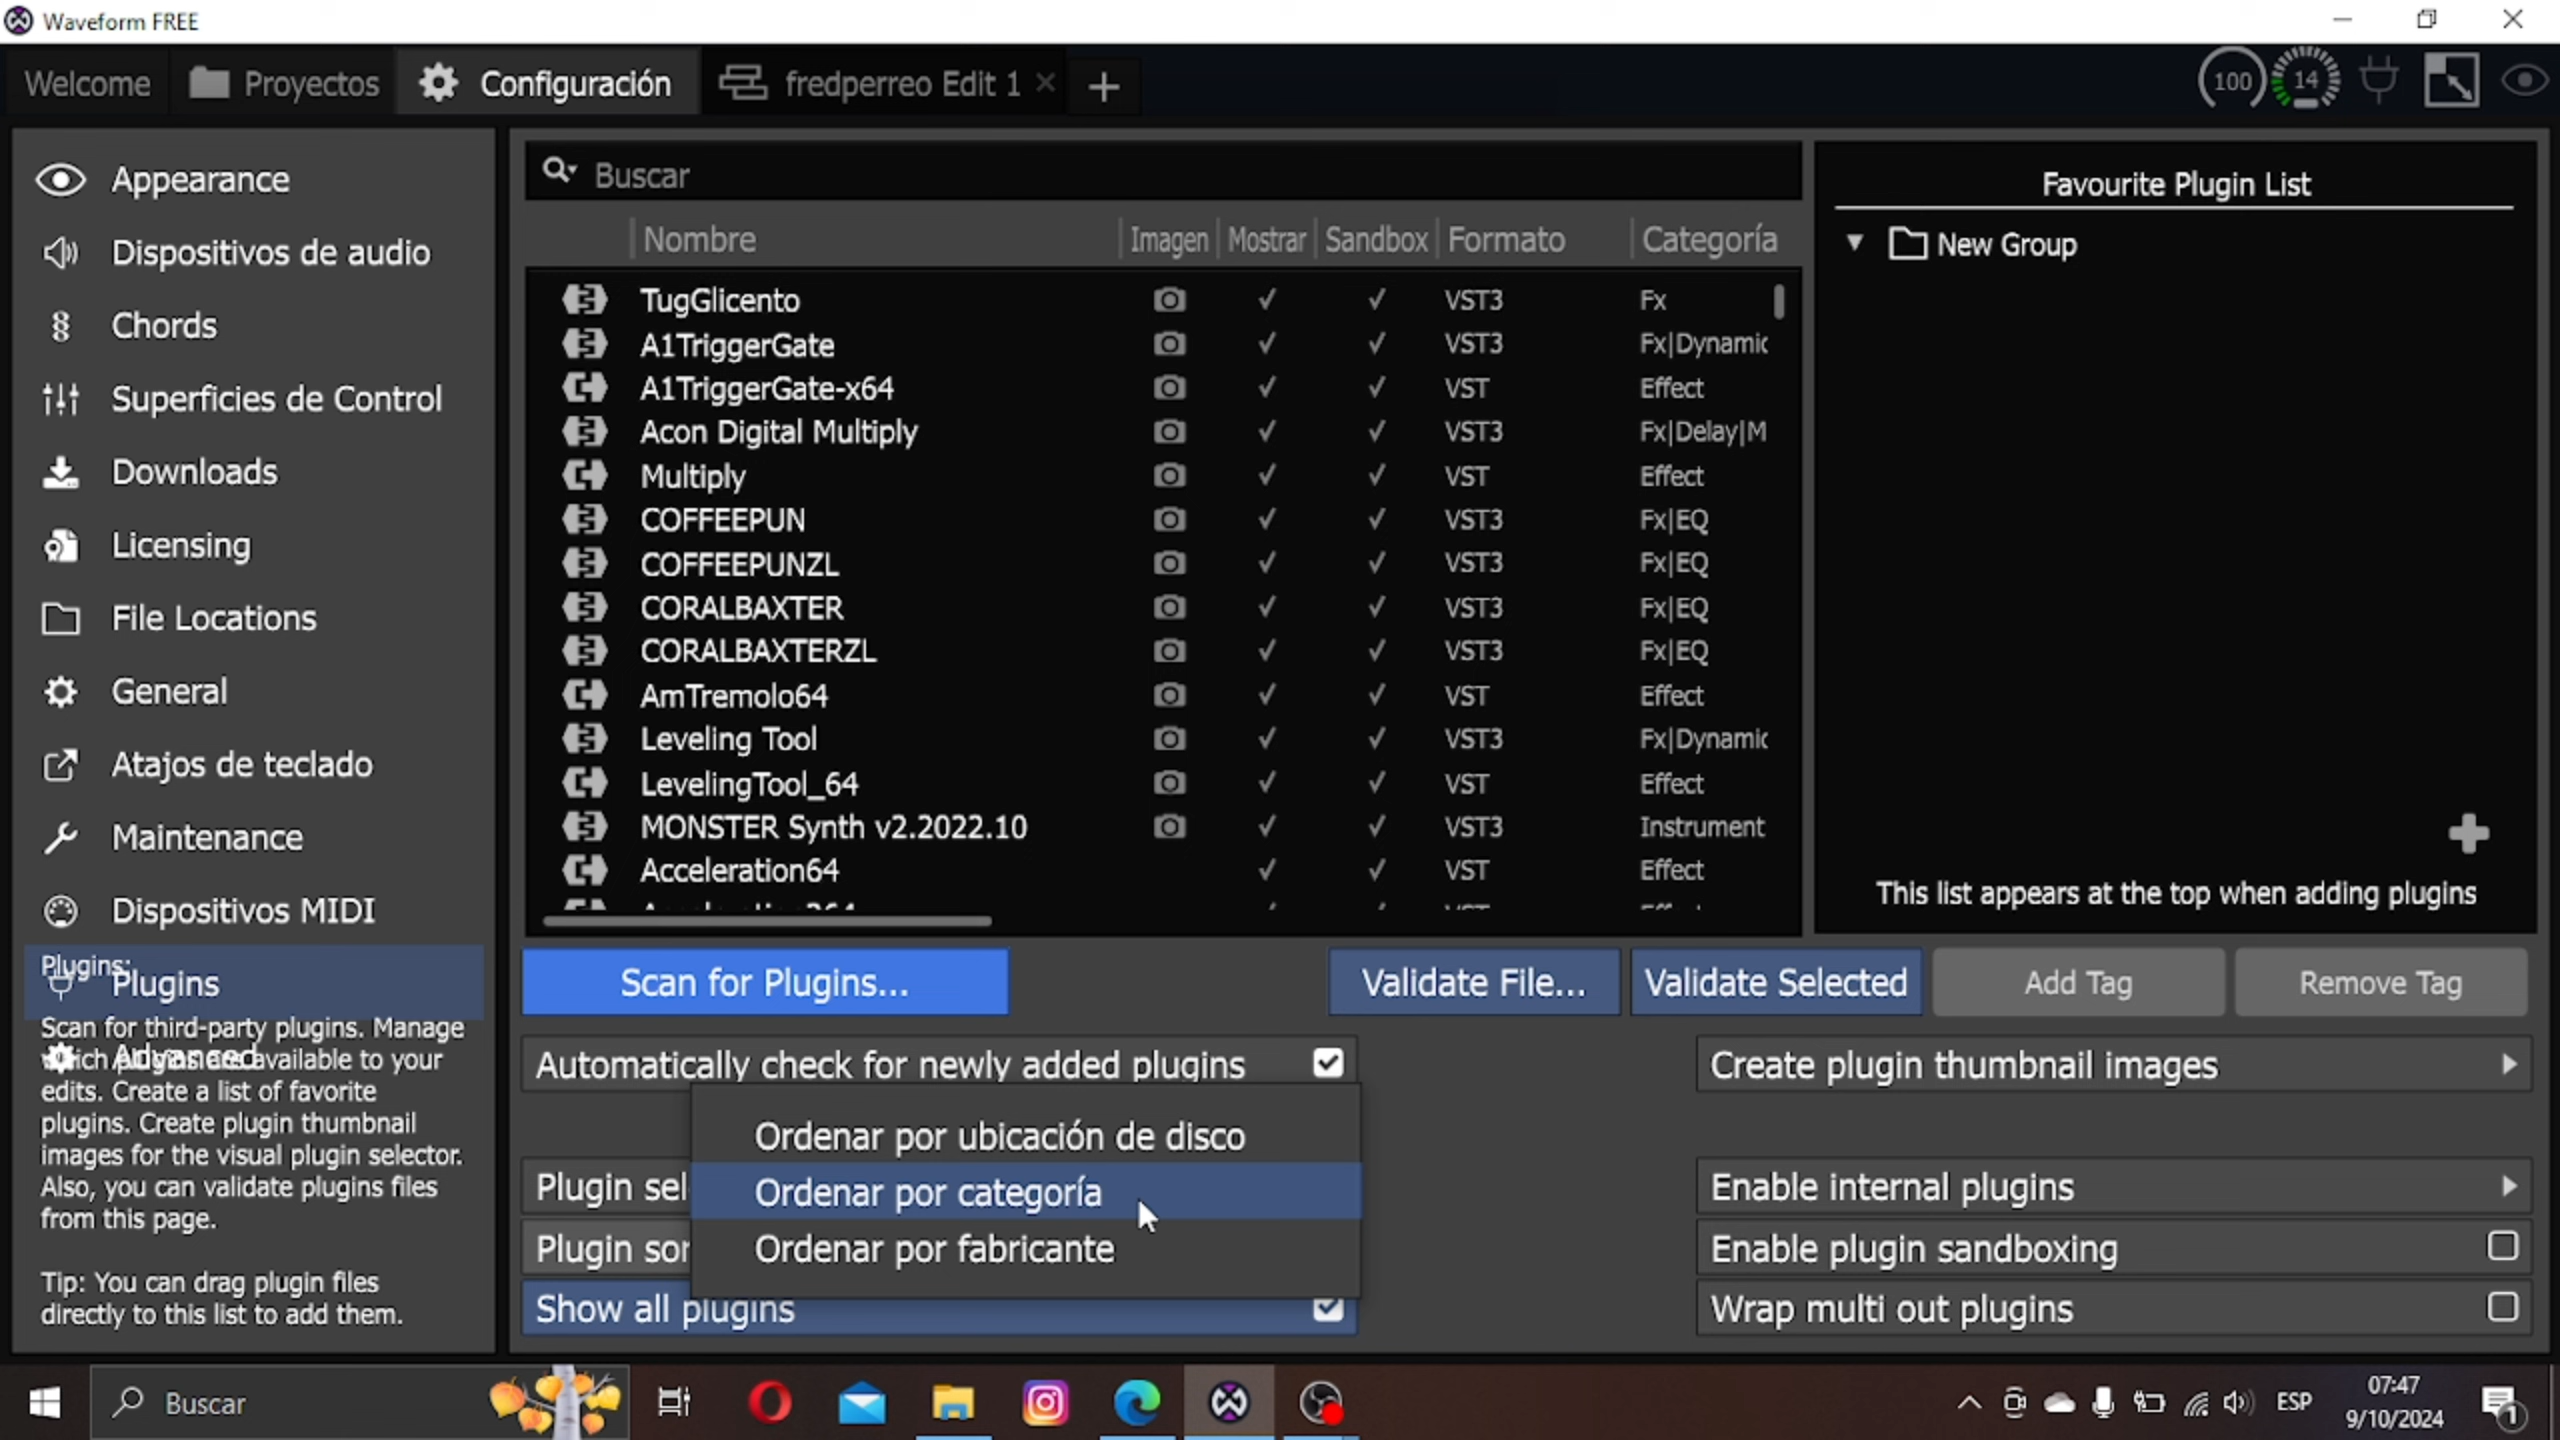 Waveform FREE
Welcome
Proyectos
Configuración
fredperreo Edit 1
100
14
Appearance
Dispositivos de audio
Chords
Superficies de Control
Downloads
Licensing
File Locations
General
Atajos de teclado
Maintenance
Dispositivos MIDI
Plugins:
Plugins
Advanced
Scan for third-party plugins. Manage
which plugins are available to your
edits. Create a list of favorite
plugins. Create plugin thumbnail
images for the visual plugin selector.
Also, you can validate plugins files
from this page.
Tip: You can drag plugin files
directly to this list to add them.
Buscar
Nombre Imagen Mostrar Sandbox Formato Categoría
TugGlicento VST3 Fx
A1TriggerGate VST3 Fx|Dynamic
A1TriggerGate-x64 VST Effect
Acon Digital Multiply VST3 Fx|Delay|M
Multiply VST Effect
COFFEEPUN VST3 Fx|EQ
COFFEEPUNZL VST3 Fx|EQ
CORALBAXTER VST3 Fx|EQ
CORALBAXTERZL VST3 Fx|EQ
AmTremolo64 VST Effect
Leveling Tool VST3 Fx|Dynamic
LevelingTool_64 VST Effect
MONSTER Synth v2.2022.10 VST3 Instrument
Acceleration64 VST Effect
Favourite Plugin List
New Group
This list appears at the top when adding plugins
Scan for Plugins...
Validate File...
Validate Selected
Add Tag
Remove Tag
Automatically check for newly added plugins
Create plugin thumbnail images
Ordenar por ubicación de disco
Plugin sel
Ordenar por categoría
Enable internal plugins
Plugin sor
Ordenar por fabricante
Enable plugin sandboxing
Show all plugins
Wrap multi out plugins
Buscar
ESP
07:47
9/10/2024
1